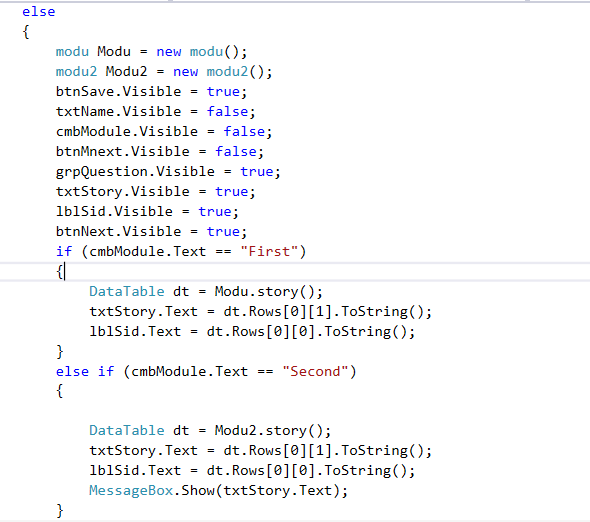 else
{
    modu Modu = new modu();
    modu2 Modu2 = new modu2();
    btnSave.Visible = true;
    txtName.Visible = false;
    cmbModule.Visible = false;
    btnMnext.Visible = false;
    grpQuestion.Visible = true;
    txtStory.Visible = true;
    lblSid.Visible = true;
    btnNext.Visible = true;
    if (cmbModule.Text == "First")
    {
        DataTable dt = Modu.story();
        txtStory.Text = dt.Rows[0][1].ToString();
        lblSid.Text = dt.Rows[0][0].ToString();
    }
    else if (cmbModule.Text == "Second")
    {

        DataTable dt = Modu2.story();
        txtStory.Text = dt.Rows[0][1].ToString();
        lblSid.Text = dt.Rows[0][0].ToString();
        MessageBox.Show(txtStory.Text);
    }